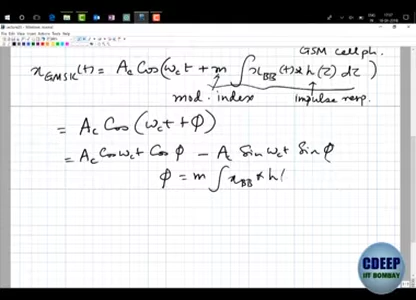 GSM cell ph.
x_GMSK(t) = A_c Cos(ω_c t + m ∫ x_BB(t) * h(τ) dτ )
mod. index
impulse resp.
= A_c Cos (ω_c t + φ)
= A_c Cos ω_c t Cos φ – A_c Sin ω_c t Sin φ
φ = m ∫ x_BB * h(
CDEEP
IIT BOMBAY